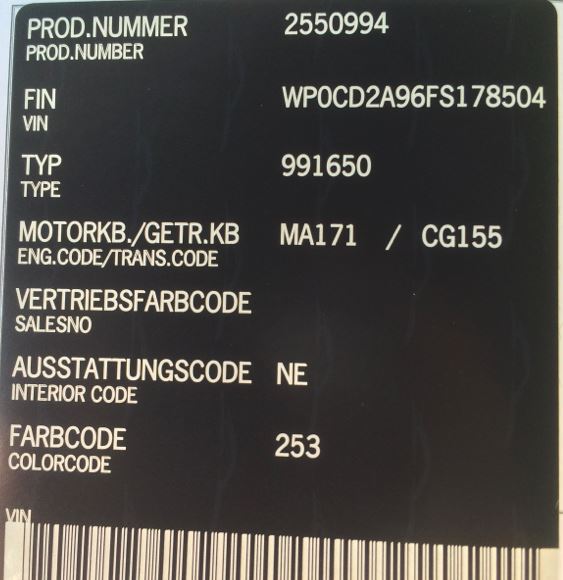 PROD.NUMMER 2550994
PROD.NUMBER
FIN WP0CD2A96FS178504
VIN
TYP 991650
TYPE
MOTORKB./GETR.KB MA171 / CG155
ENG.CODE/TRANS.CODE
VERTRIEBSFARBCODE
SALESNO
AUSSTATTUNGSCODE NE
INTERIOR CODE
FARBCODE 253
COLORCODE
VIN